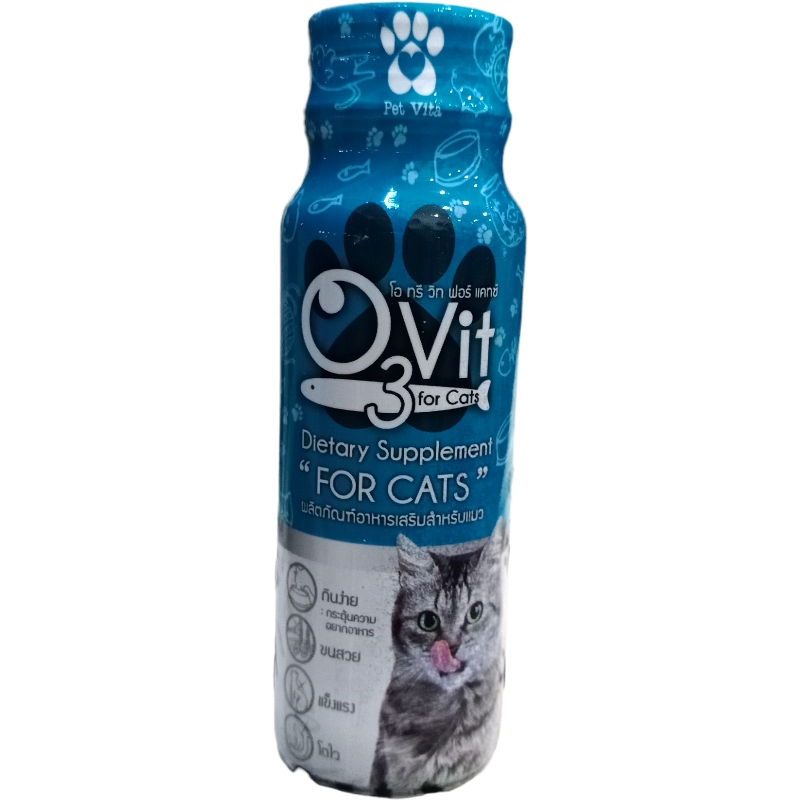 Pet Vita
โอ ทรี วิท ฟอร์ แคทซ์
O3Vit
for Cats
Dietary Supplement
"FOR CATS"
ผลิตภัณฑ์อาหารเสริมสำหรับแมว
กินง่าย
: กระตุ้นความ
อยากอาหาร
ขนสวย
แข็งแรง
โตไว